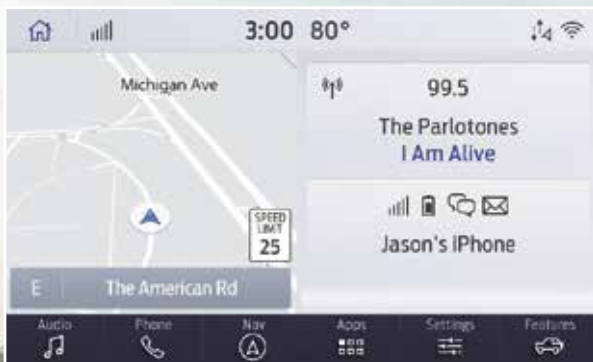 3:00 80°
Michigan Ave
99.5
The Parlotones
I Am Alive
SPEED
LIMIT
25
Jason's iPhone
E The American Rd
Audio Phone Nav Apps Settings Features